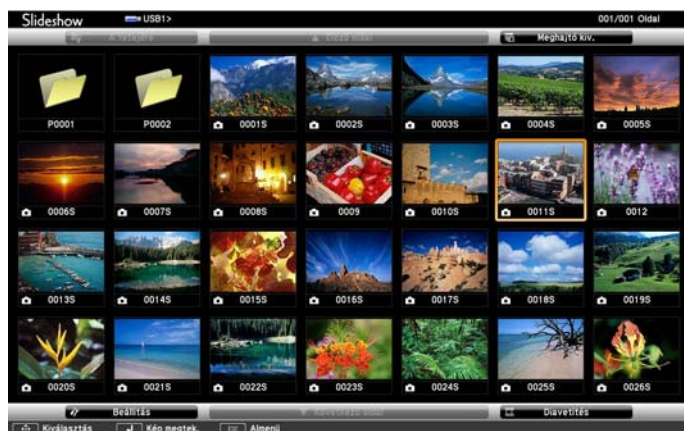 Slideshow USB1> 001/001 Oldal
A tetejére Előző oldal Meghajtó kiv.
P0001 P0002 0001S 0002S 0003S 0004S 0005S
0006S 0007S 0008S 0009 0010S 0011S 0012
0013S 0014S 0015S 0016S 0017S 0018S 0019S
0020S 0021S 0022S 0023S 0024S 0025S 0026S
Beállítás Következő oldal Diavetítés
Kiválasztás Kép megtek. Almenü